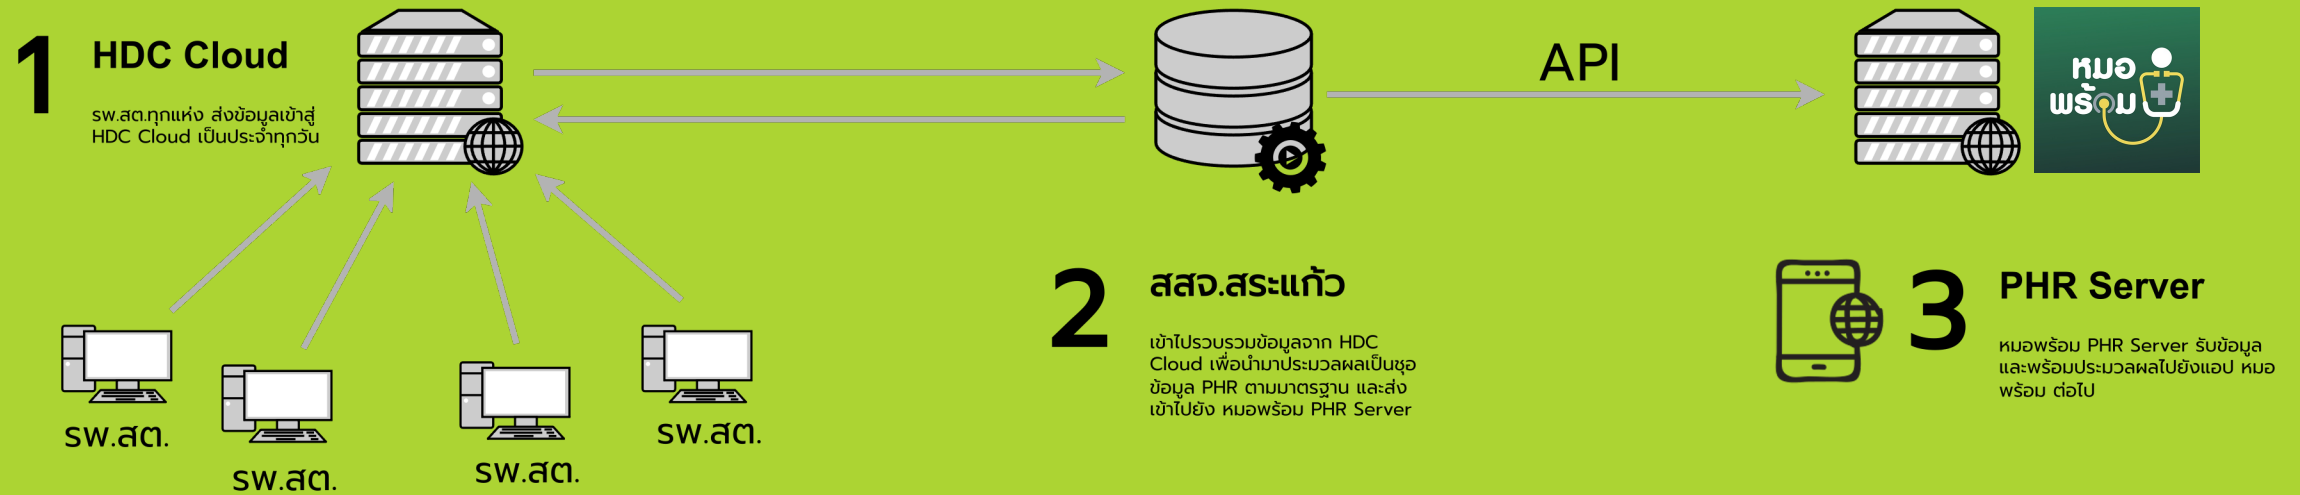 1
HDC Cloud
รพ.สต.ทุกแห่ง ส่งข้อมูลเข้าสู่
HDC Cloud เป็นประจำทุกวัน
API
หมอ
พร้อม
รพ.สต.
รพ.สต.
รพ.สต.
รพ.สต.
2
สสจ.สระแก้ว
เข้าไปรวบรวมข้อมูลจาก HDC
Cloud เพื่อนำมาประมวลผลเป็นชุอ
ข้อมูล PHR ตามมาตรฐาน และส่ง
เข้าไปยัง หมอพร้อม PHR Server
3
PHR Server
หมอพร้อม PHR Server รับข้อมูล
และพร้อมประมวลผลไปยังแอป หมอ
พร้อม ต่อไป